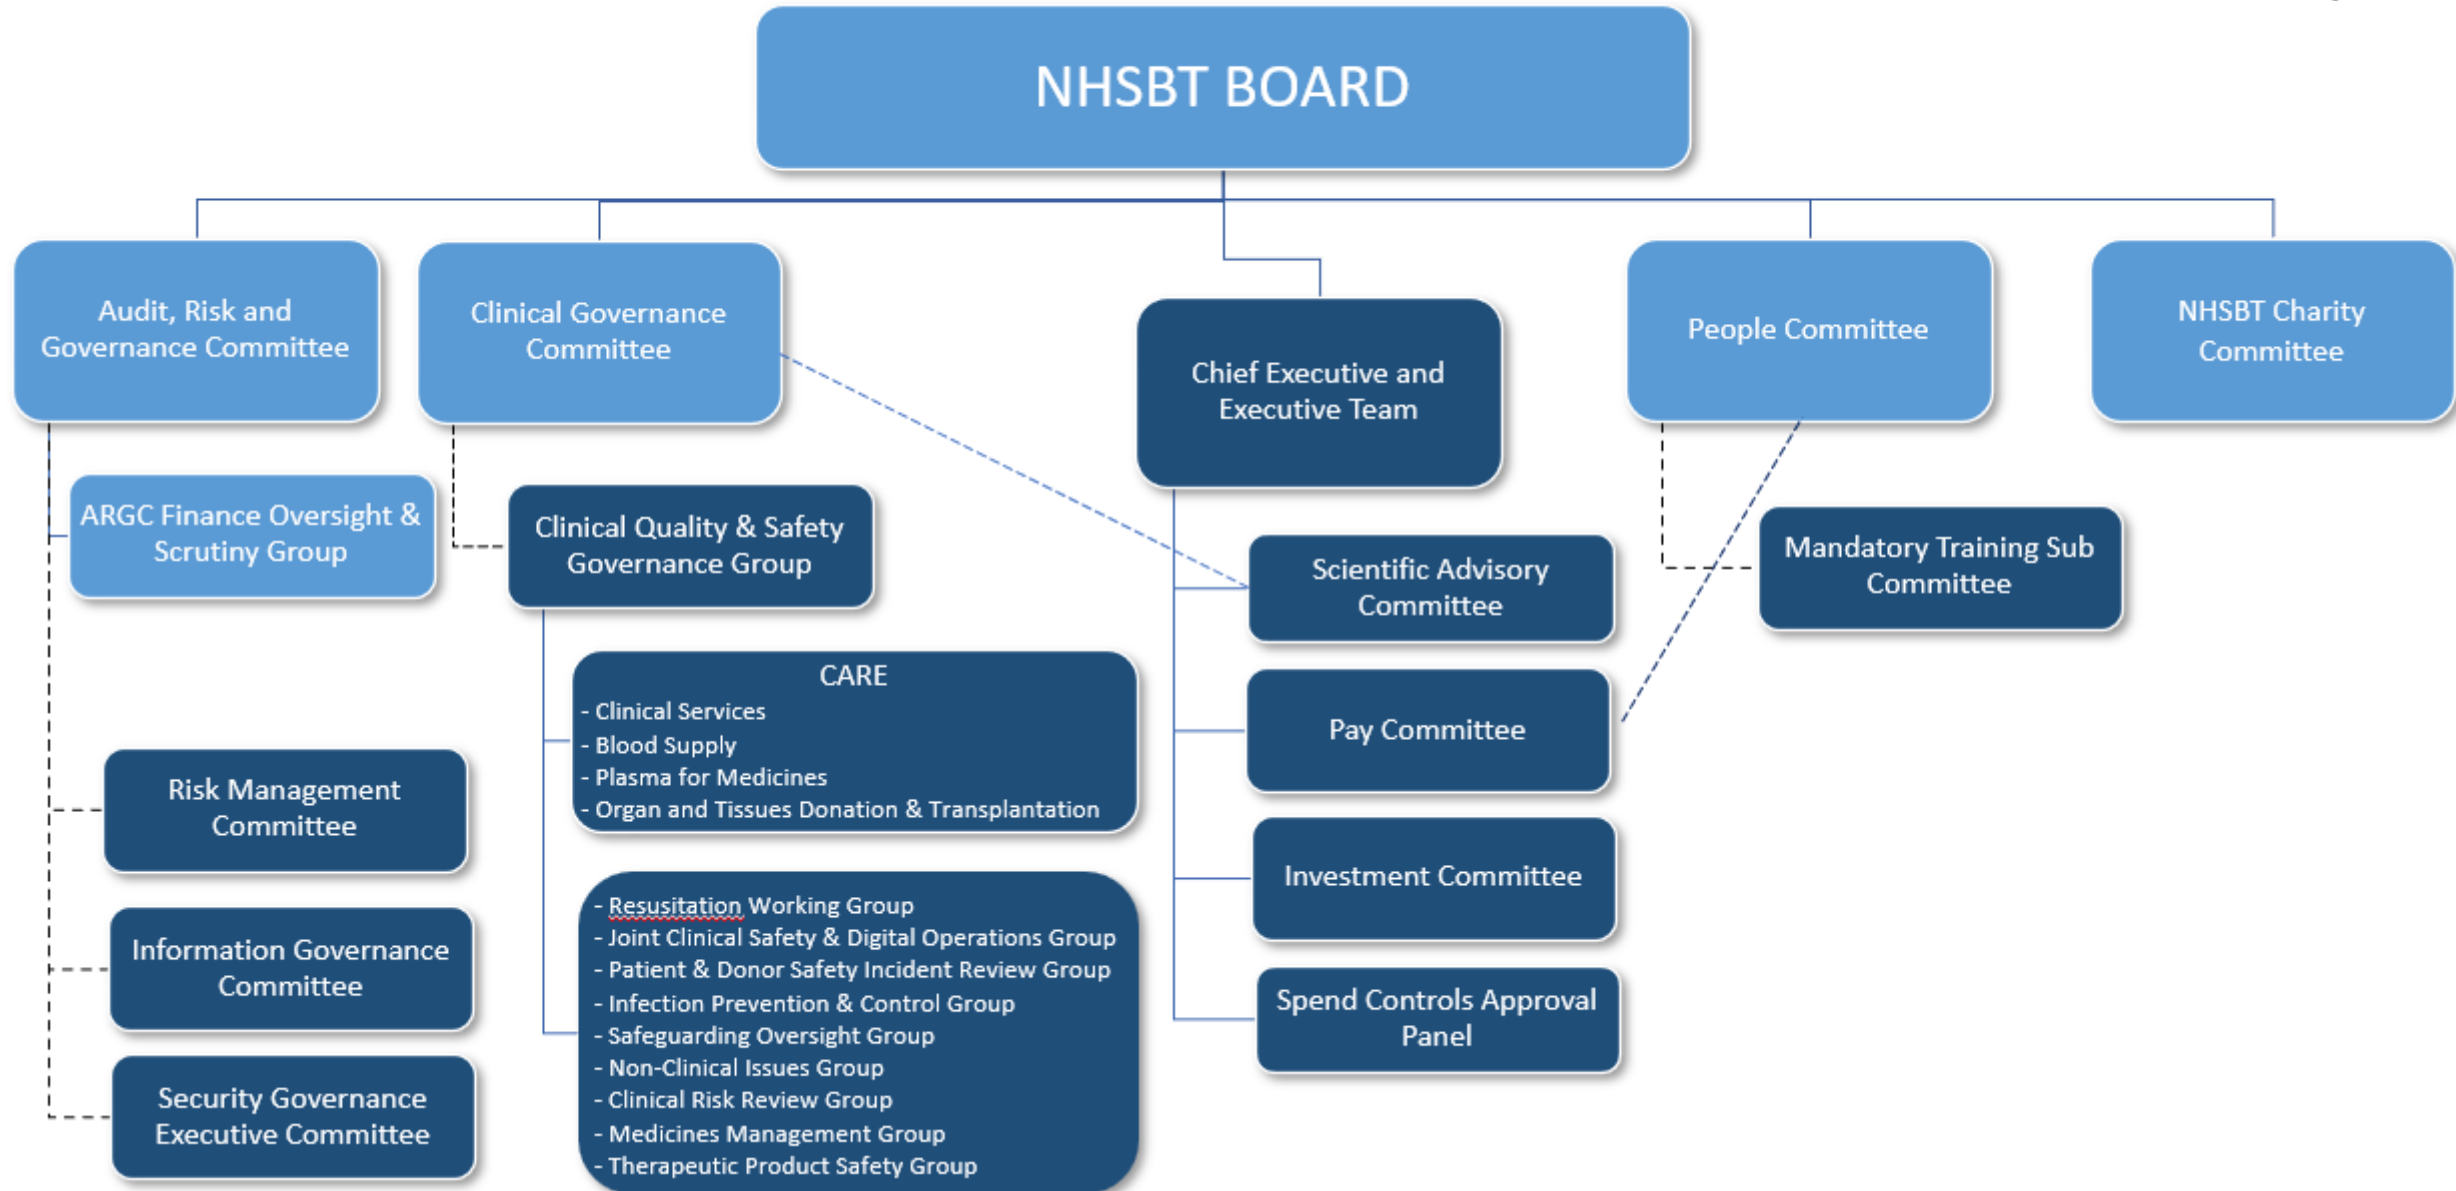 NHSBT BOARD
Audit, Risk and
Governance Committee
Clinical Governance
Committee
Chief Executive and
Executive Team
People Committee
NHSBT Charity
Committee
ARGC Finance Oversight &
Scrutiny Group
Risk Management
Committee
Information Governance
Committee
Security Governance
Executive Committee
Clinical Quality & Safety
Governance Group
CARE
- Clinical Services
- Blood Supply
- Plasma for Medicines
- Organ and Tissues Donation & Transplantation
- Resusitation Working Group
- Joint Clinical Safety & Digital Operations Group
- Patient & Donor Safety Incident Review Group
- Infection Prevention & Control Group
- Safeguarding Oversight Group
- Non-Clinical Issues Group
- Clinical Risk Review Group
- Medicines Management Group
- Therapeutic Product Safety Group
Scientific Advisory
Committee
Pay Committee
Investment Committee
Spend Controls Approval
Panel
Mandatory Training Sub
Committee